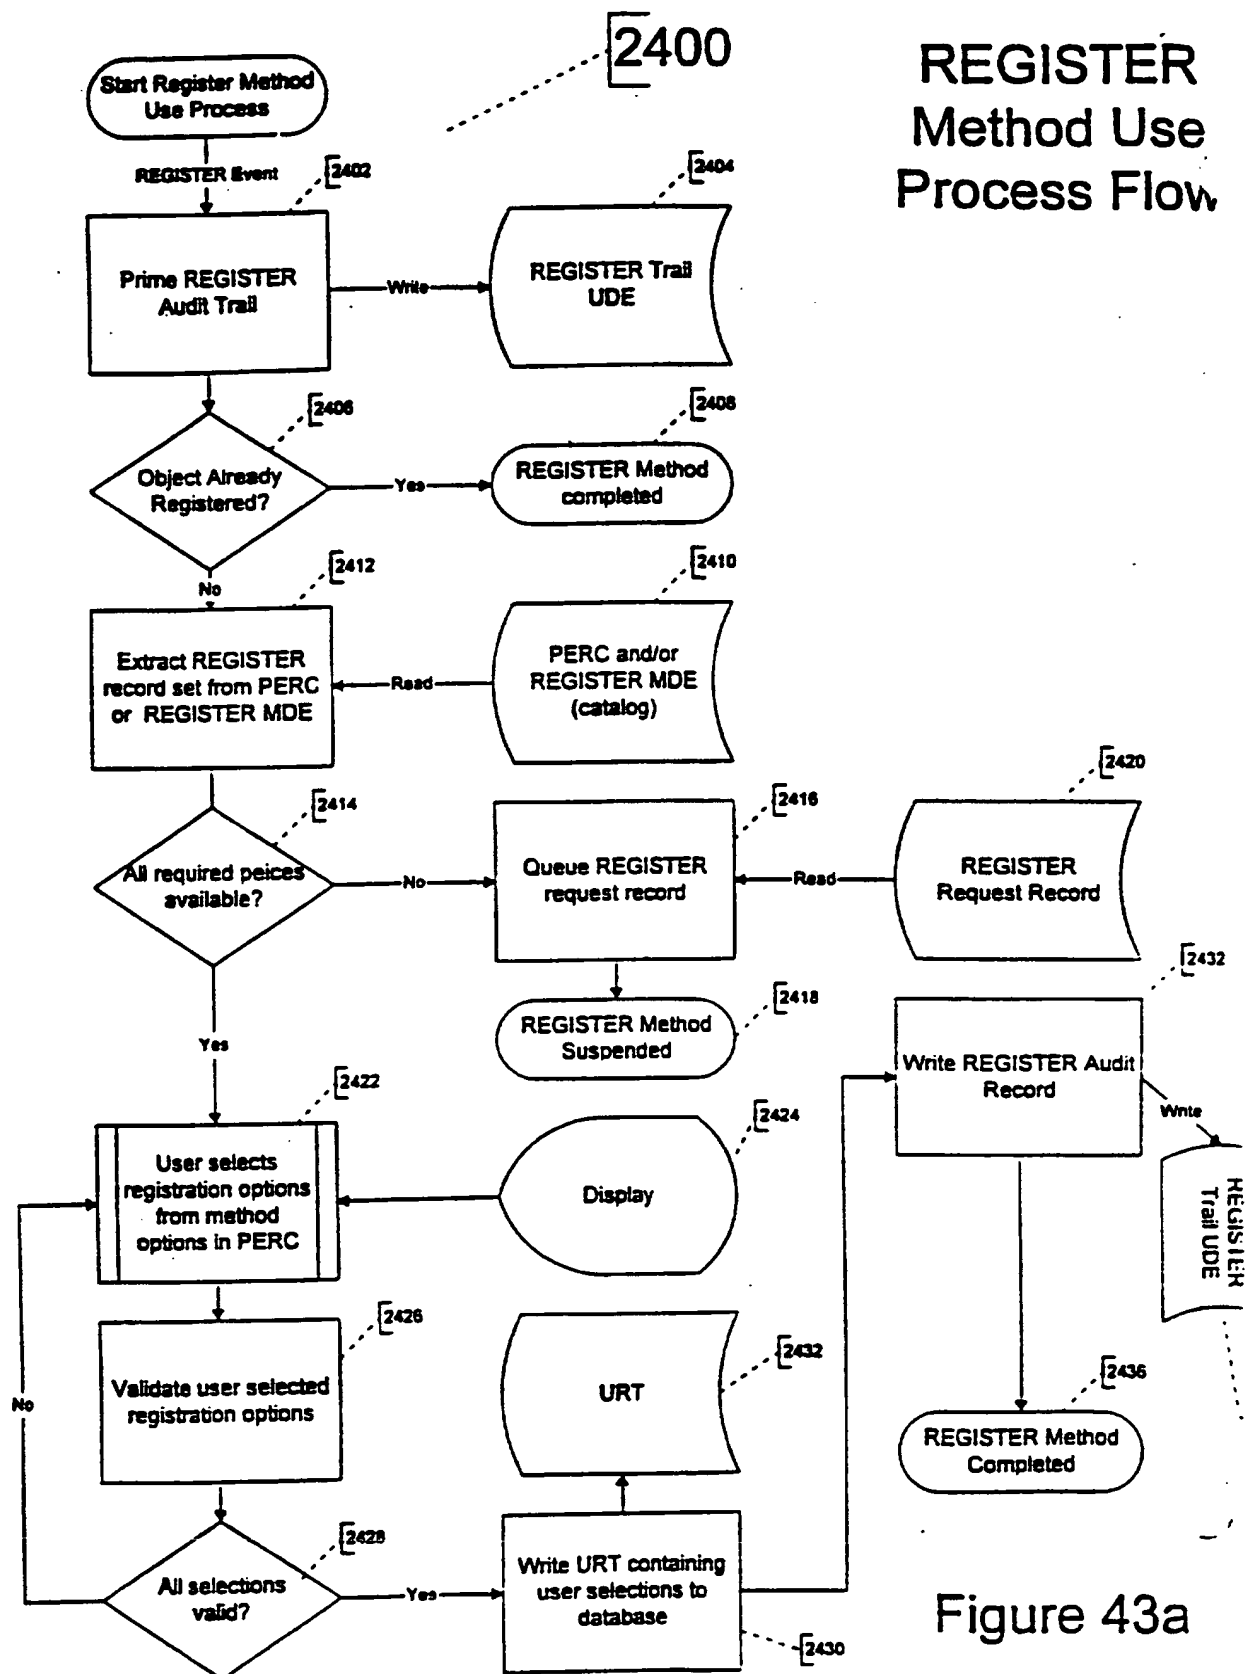 2400
REGISTER
Method Use
Process Flow
Start Register Method
Use Process
REGISTER Event
2402
2404
Prime REGISTER
Audit Trail
Write
REGISTER Trail
UDE
2406
2408
Object Already
Registered?
Yes
REGISTER Method
completed
No
2412
2410
Extract REGISTER
record set from PERC
or REGISTER MDE
Read
PERC and/or
REGISTER MDE
(catalog)
2414
2416
2420
All required peices
available?
No
Queue REGISTER
request record
Read
REGISTER
Request Record
2418
2432
REGISTER Method
Suspended
Yes
Write REGISTER Audit
Record
Write
2422
2424
User selects
registration options
from method
options in PERC
Display
REGISTER
Trail UDE
2426
2432
Validate user selected
registration options
URT
No
2436
REGISTER Method
Completed
2428
All selections
valid?
Yes
Write URT containing
user selections to
database
2430
Figure 43a